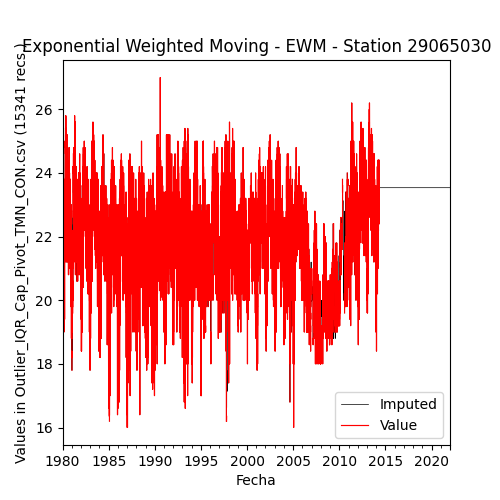 Exponential Weighted Moving - EWM - Station 29065030
Values in Outlier_IQR_Cap_Pivot_TMN_CON.csv (15341 recs.)
26
24
22
20
18
16
1980 1985 1990 1995 2000 2005 2010 2015 2020
Fecha
Imputed
Value